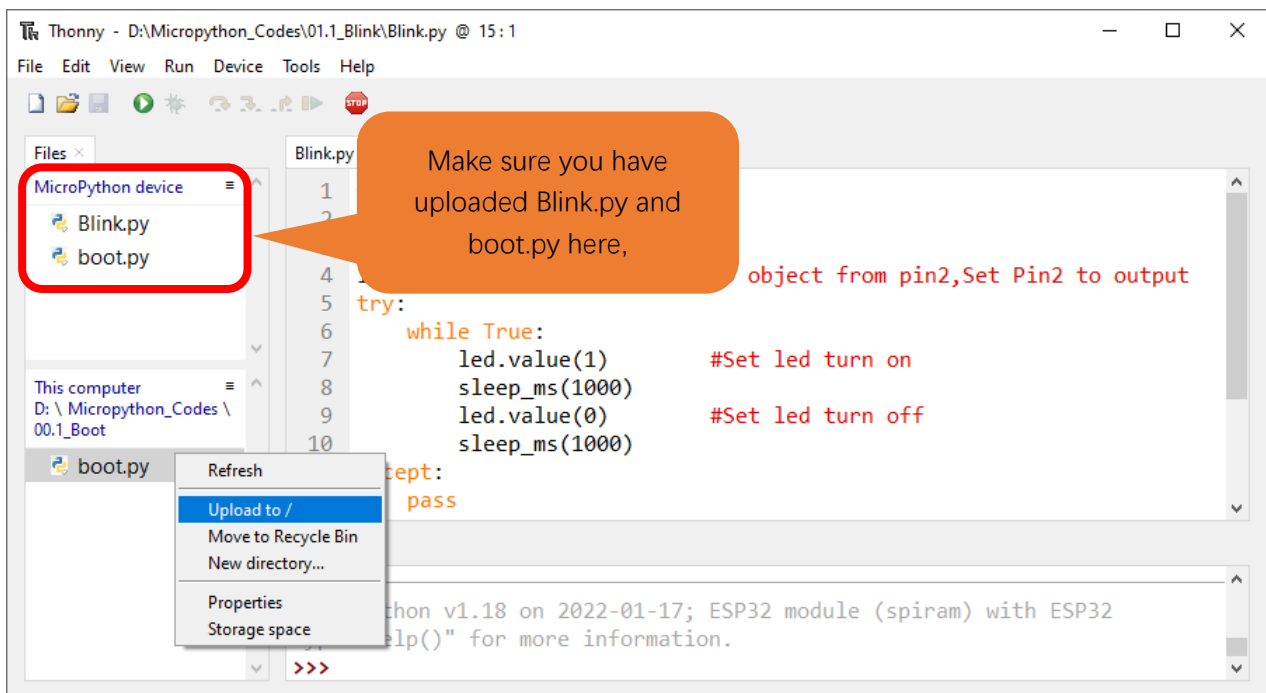 Thonny - D:\Micropython_Codes\01.1_Blink\Blink.py @ 15 : 1
File Edit View Run Device Tools Help
STOP
Files
Blink.py
MicroPython device
Blink.py
boot.py
Make sure you have
uploaded Blink.py and
boot.py here,
1
2
4 object from pin2,Set Pin2 to output
5 try:
6 while True:
7 led.value(1) #Set led turn on
8 sleep_ms(1000)
9 led.value(0) #Set led turn off
10 sleep_ms(1000)
cept:
pass
This computer
D: \ Micropython_Codes \
00.1_Boot
boot.py
Refresh
Upload to /
Move to Recycle Bin
New directory...
Properties
Storage space
thon v1.18 on 2022-01-17; ESP32 module (spiram) with ESP32
elp()" for more information.
>>>